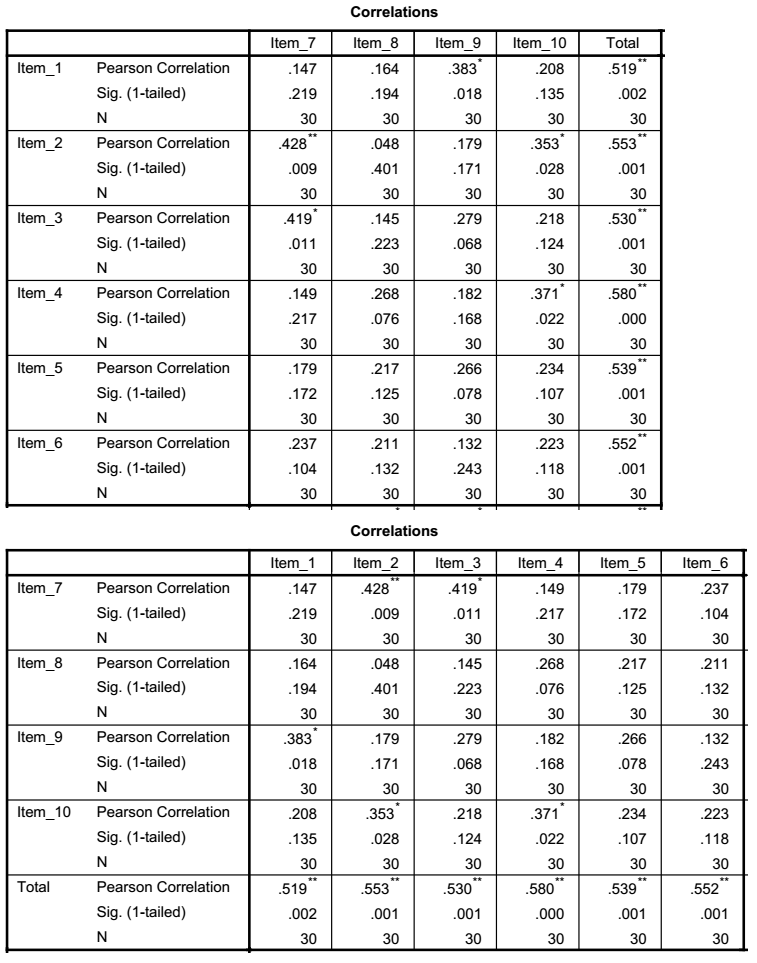 Correlations
Item_7 Item_8 Item_9 Item_10 Total
Item_1 Pearson Correlation .147 .164 .383* .208 .519**
Sig. (1-tailed) .219 .194 .018 .135 .002
N 30 30 30 30 30
Item_2 Pearson Correlation .428** .048 .179 .353* .553**
Sig. (1-tailed) .009 .401 .171 .028 .001
N 30 30 30 30 30
Item_3 Pearson Correlation .419* .145 .279 .218 .530**
Sig. (1-tailed) .011 .223 .068 .124 .001
N 30 30 30 30 30
Item_4 Pearson Correlation .149 .268 .182 .371* .580**
Sig. (1-tailed) .217 .076 .168 .022 .000
N 30 30 30 30 30
Item_5 Pearson Correlation .179 .217 .266 .234 .539**
Sig. (1-tailed) .172 .125 .078 .107 .001
N 30 30 30 30 30
Item_6 Pearson Correlation .237 .211 .132 .223 .552**
Sig. (1-tailed) .104 .132 .243 .118 .001
N 30 30 30 30 30
* * **
Correlations
Item_1 Item_2 Item_3 Item_4 Item_5 Item_6
Item_7 Pearson Correlation .147 .428** .419* .149 .179 .237
Sig. (1-tailed) .219 .009 .011 .217 .172 .104
N 30 30 30 30 30 30
Item_8 Pearson Correlation .164 .048 .145 .268 .217 .211
Sig. (1-tailed) .194 .401 .223 .076 .125 .132
N 30 30 30 30 30 30
Item_9 Pearson Correlation .383* .179 .279 .182 .266 .132
Sig. (1-tailed) .018 .171 .068 .168 .078 .243
N 30 30 30 30 30 30
Item_10 Pearson Correlation .208 .353* .218 .371* .234 .223
Sig. (1-tailed) .135 .028 .124 .022 .107 .118
N 30 30 30 30 30 30
Total Pearson Correlation .519** .553** .530** .580** .539** .552**
Sig. (1-tailed) .002 .001 .001 .000 .001 .001
N 30 30 30 30 30 30